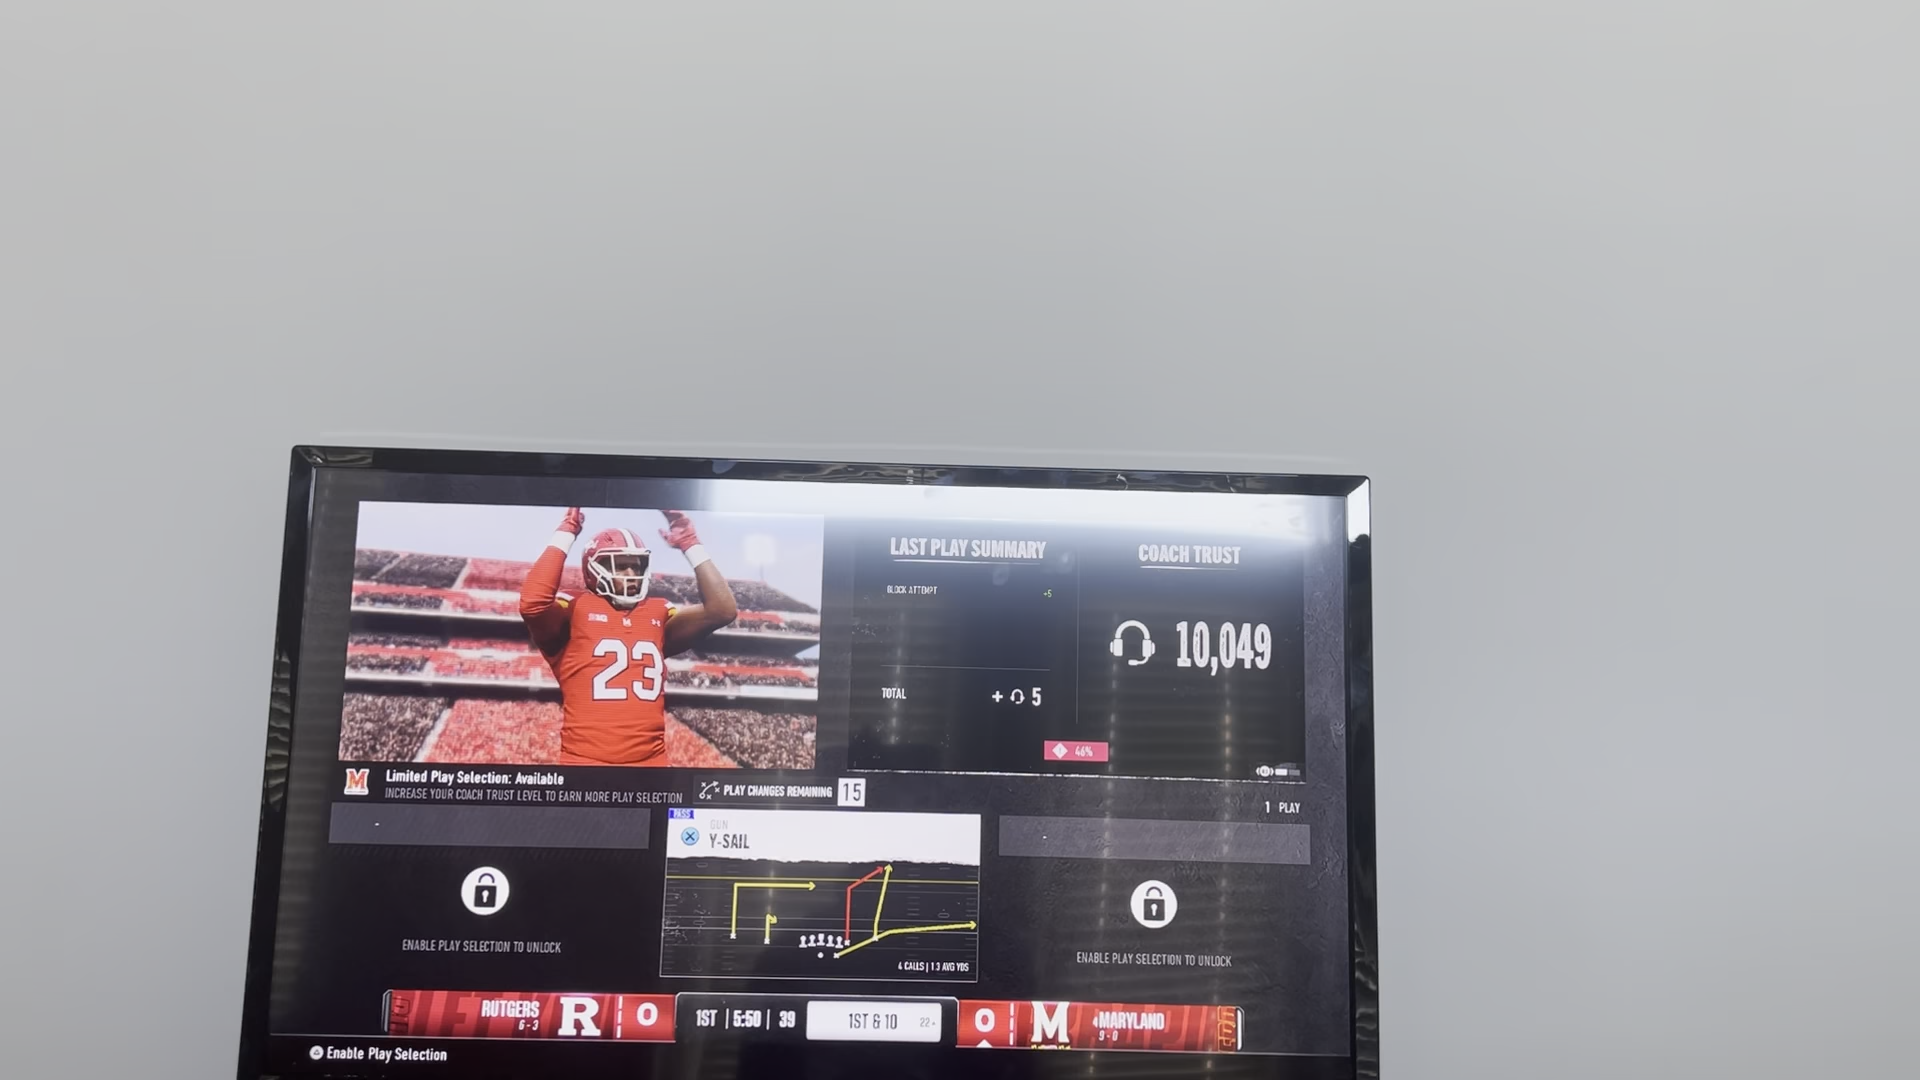 LAST PLAY SUMMARY
COACH TRUST
BLOCK ATTEMPT +5
10,049
TOTAL + 5
46%
23
M
Limited Play Selection: Available
INCREASE YOUR COACH TRUST LEVEL TO EARN MORE PLAY SELECTION
PLAY CHANGES REMAINING 15
1 PLAY
PASS
GUN
Y-SAIL
ENABLE PLAY SELECTION TO UNLOCK
4 CALLS | 1.3 AVG YDS
ENABLE PLAY SELECTION TO UNLOCK
RUTGERS
6-3
R
0
1ST | 5:50 | 39
1ST & 10
22
0
M
4 MARYLAND
9-0
Enable Play Selection